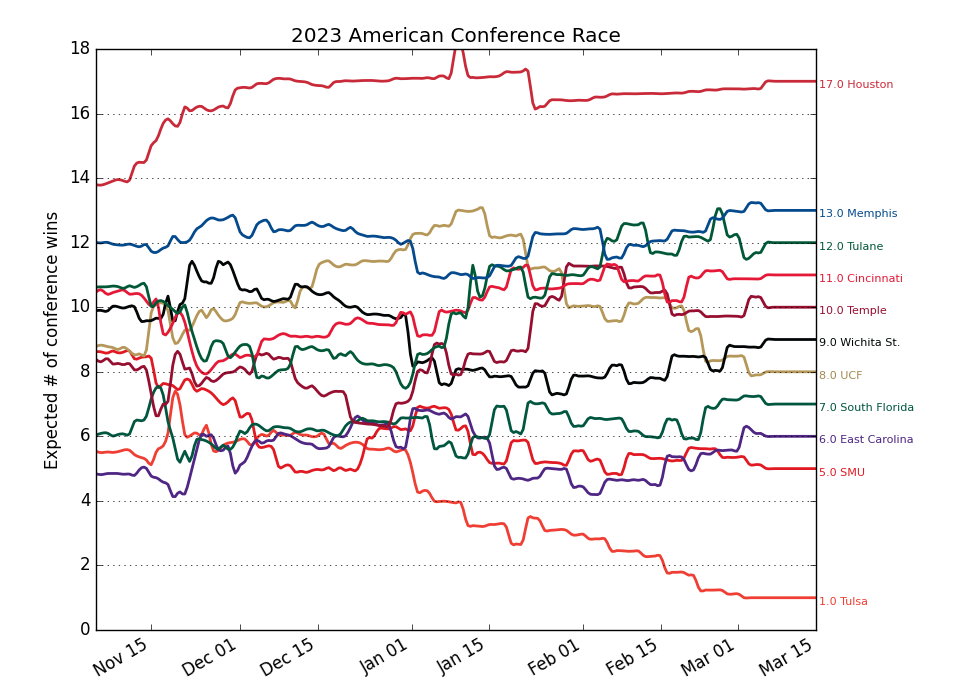 2023 American Conference Race
Expected # of conference wins
18
16
14
12
10
8
6
4
2
0
17.0 Houston
13.0 Memphis
12.0 Tulane
11.0 Cincinnati
10.0 Temple
9.0 Wichita St.
8.0 UCF
7.0 South Florida
6.0 East Carolina
5.0 SMU
1.0 Tulsa
Nov 15
Dec 01
Dec 15
Jan 01
Jan 15
Feb 01
Feb 15
Mar 01
Mar 15